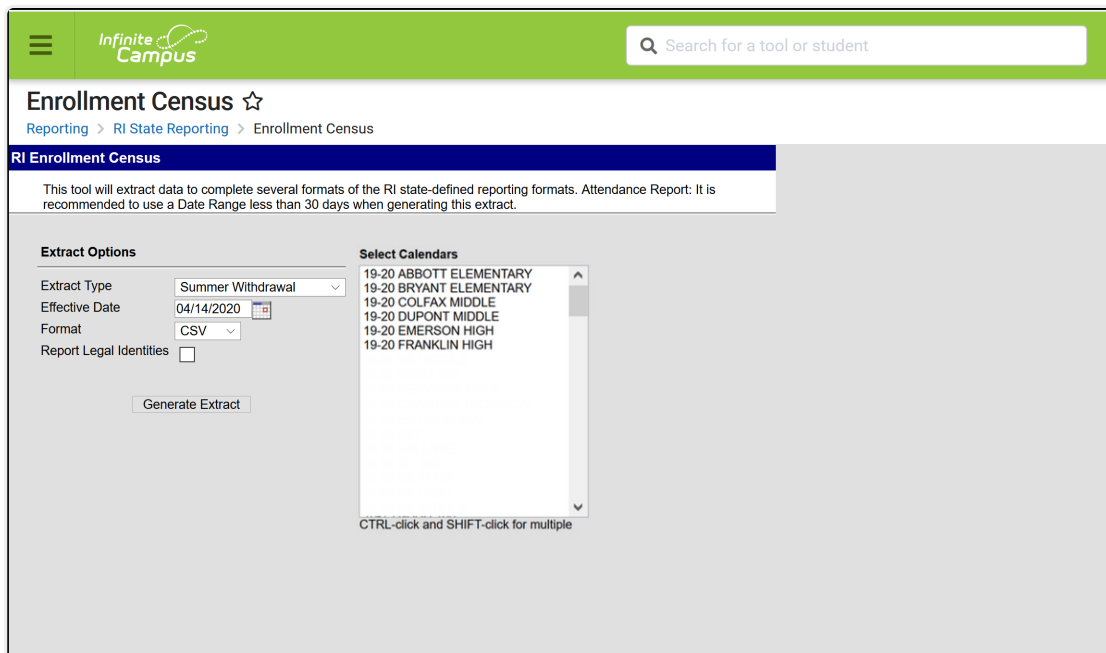 Infinite
Campus
Search for a tool or student
Enrollment Census
Reporting > RI State Reporting > Enrollment Census
RI Enrollment Census
This tool will extract data to complete several formats of the RI state-defined reporting formats. Attendance Report: It is
recommended to use a Date Range less than 30 days when generating this extract.
Extract Options
Extract Type Summer Withdrawal
Effective Date 04/14/2020
Format CSV
Report Legal Identities
Generate Extract
Select Calendars
19-20 ABBOTT ELEMENTARY
19-20 BRYANT ELEMENTARY
19-20 COLFAX MIDDLE
19-20 DUPONT MIDDLE
19-20 EMERSON HIGH
19-20 FRANKLIN HIGH
CTRL-click and SHIFT-click for multiple